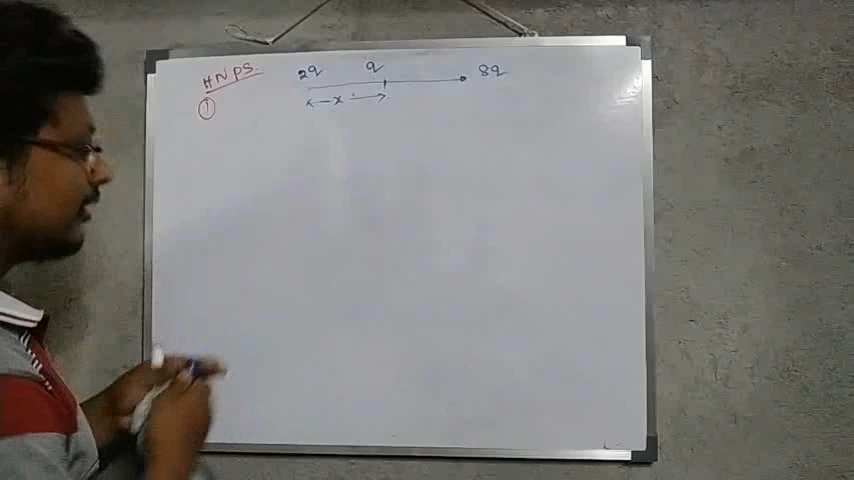 HNPS. 2q q 8q
① x